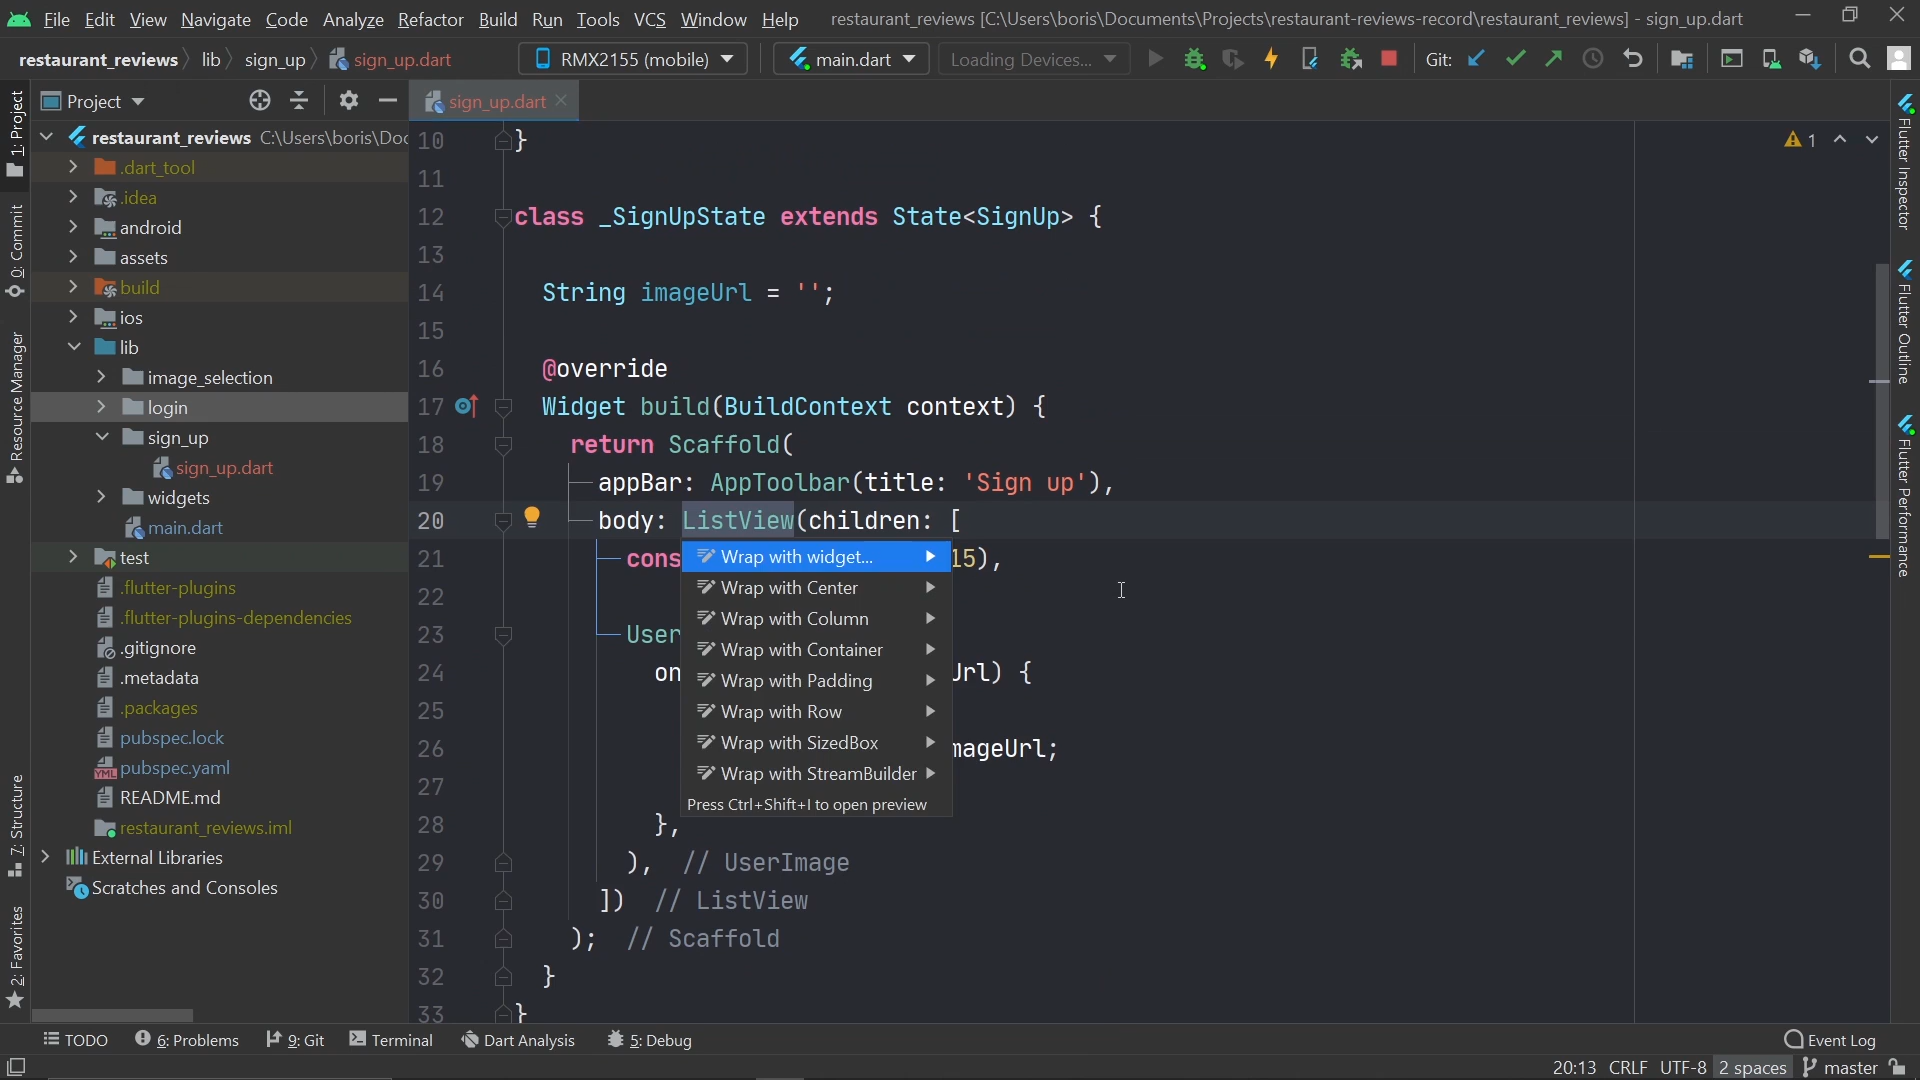 File Edit View Navigate Code Analyze Refactor Build Run Tools VCS Window Help restaurant_reviews [C:\Users\boris\Documents\Projects\restaurant-reviews-record\restaurant_reviews] - sign_up.dart
restaurant_reviews lib sign_up sign_up.dart RMX2155 (mobile) main.dart Loading Devices... Git:
Project sign_up.dart
restaurant_reviews C:\Users\boris\Doc
.dart_tool
.idea
android
assets
build
ios
lib
image_selection
login
sign_up
sign_up.dart
widgets
main.dart
test
.flutter-plugins
.flutter-plugins-dependencies
.gitignore
.metadata
.packages
pubspec.lock
pubspec.yaml
README.md
restaurant_reviews.iml
External Libraries
Scratches and Consoles
1: Project
0: Commit
Resource Manager
7: Structure
2: Favorites
10 }
11
12 class _SignUpState extends State<SignUp> {
13
14 String imageUrl = '';
15
16 @override
17 Widget build(BuildContext context) {
18 return Scaffold(
19 appBar: AppToolbar(title: 'Sign up'),
20 body: ListView(children: [
21 cons 15),
22
23 User
24 on Url) {
25
26 mageUrl;
27
28 },
29 ), // UserImage
30 ]) // ListView
31 ); // Scaffold
32 }
33 }
Wrap with widget...
Wrap with Center
Wrap with Column
Wrap with Container
Wrap with Padding
Wrap with Row
Wrap with SizedBox
Wrap with StreamBuilder
Press Ctrl+Shift+I to open preview
1
Flutter Inspector
Flutter Outline
Flutter Performance
TODO 6: Problems 9: Git Terminal Dart Analysis 5: Debug Event Log
20:13 CRLF UTF-8 2 spaces master